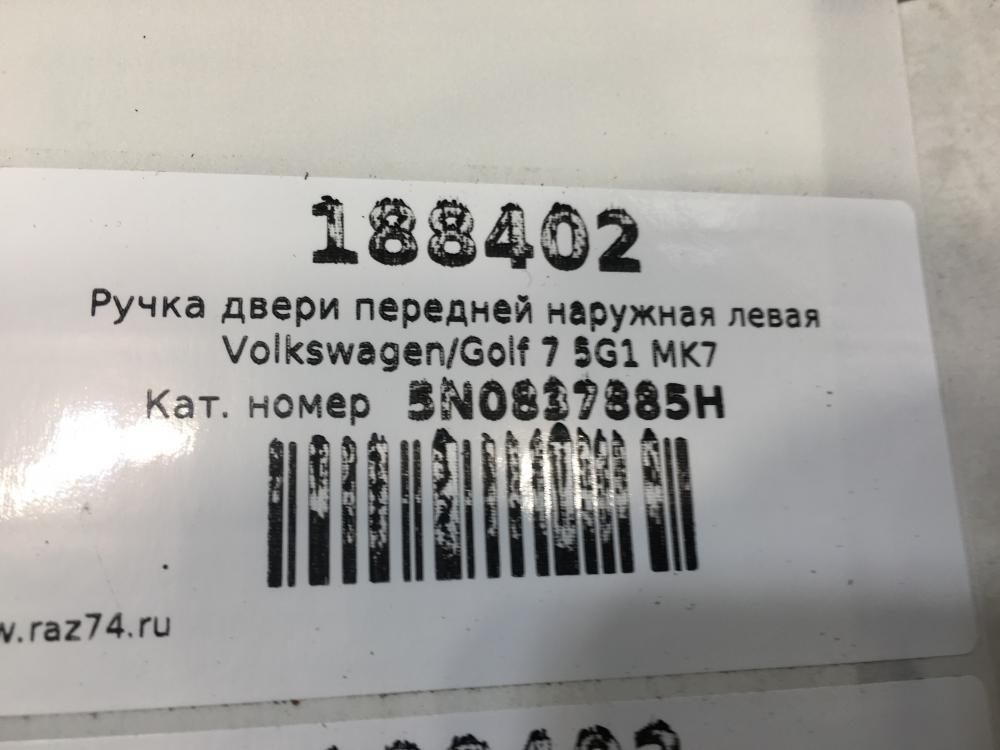 188402
Ручка двери передней наружная левая
Volkswagen/Golf 7 5G1 MK7
Кат. номер 5N0837885H
w.raz74.ru